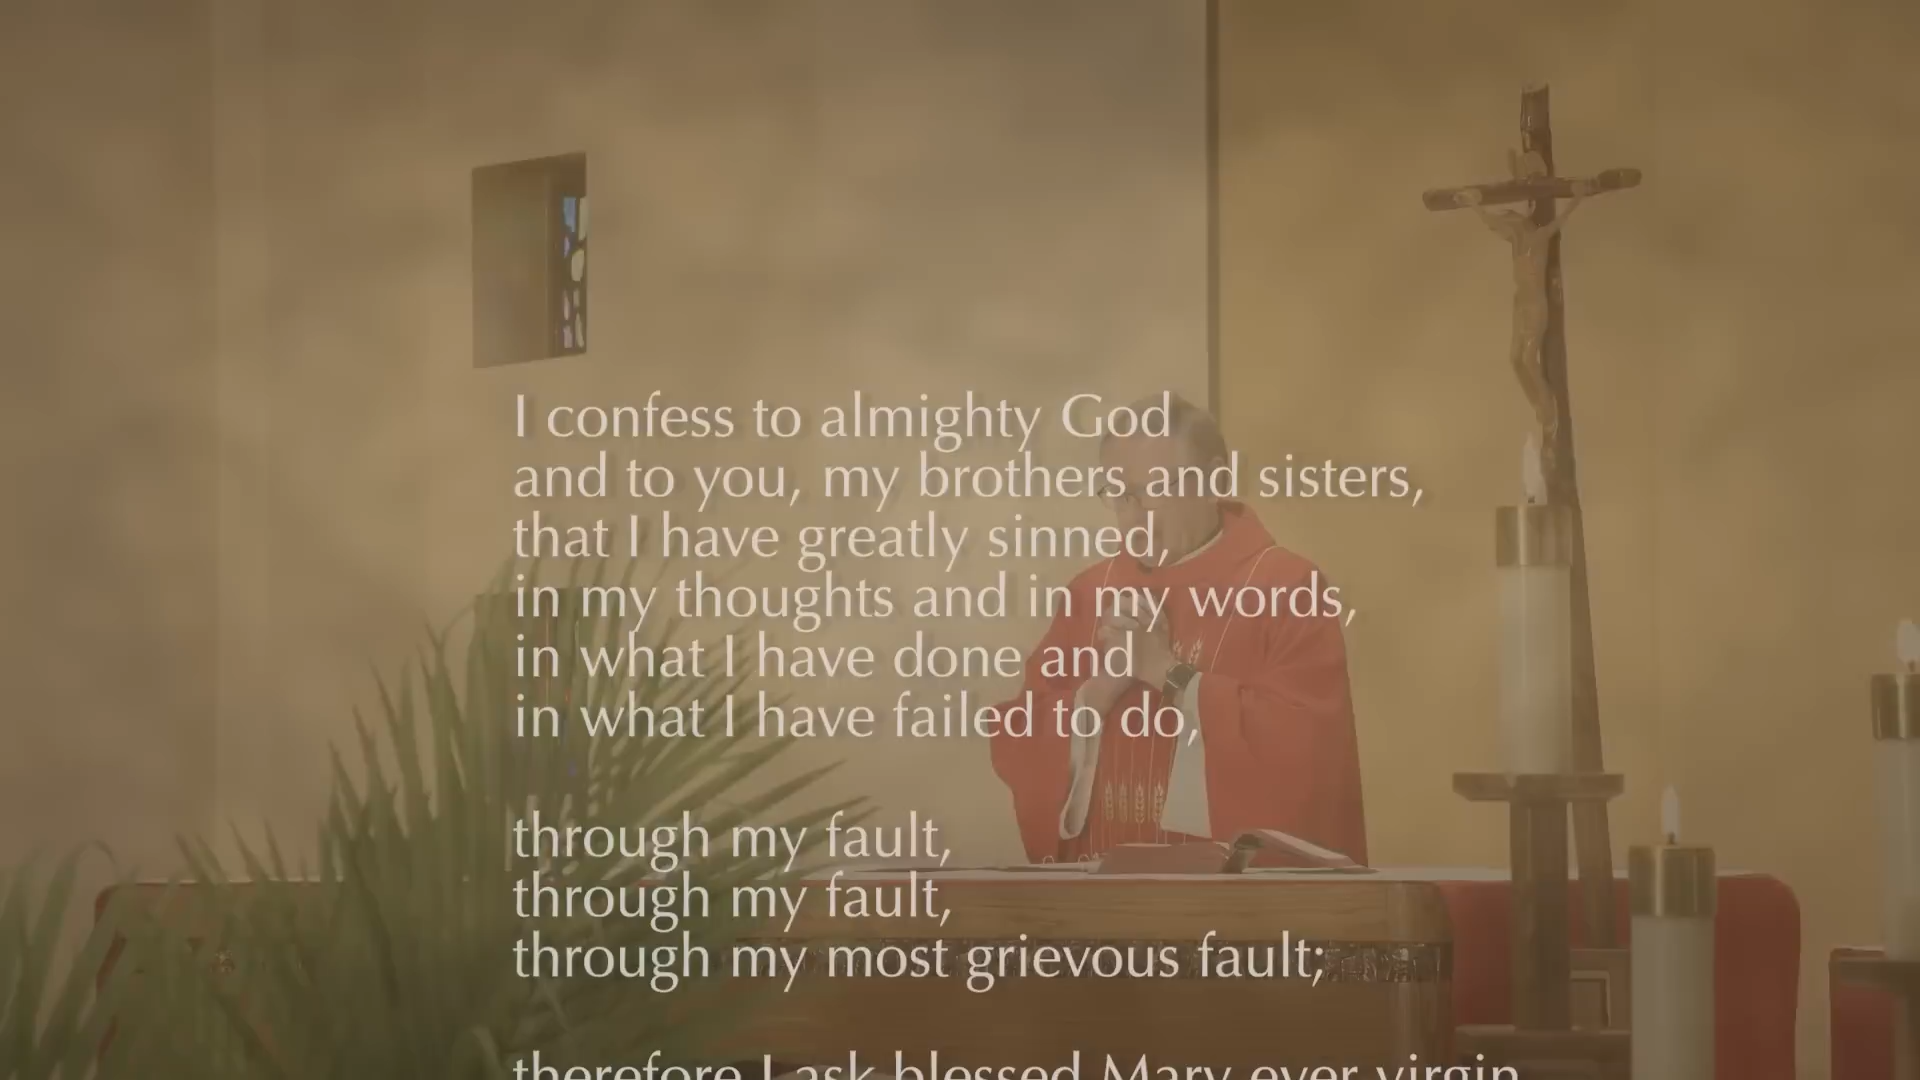 I confess to almighty God
and to you, my brothers and sisters,
that I have greatly sinned,
in my thoughts and in my words,
in what I have done and
in what I have failed to do,
through my fault,
through my fault,
through my most grievous fault;
therefore I ask blessed Mary ever virgin